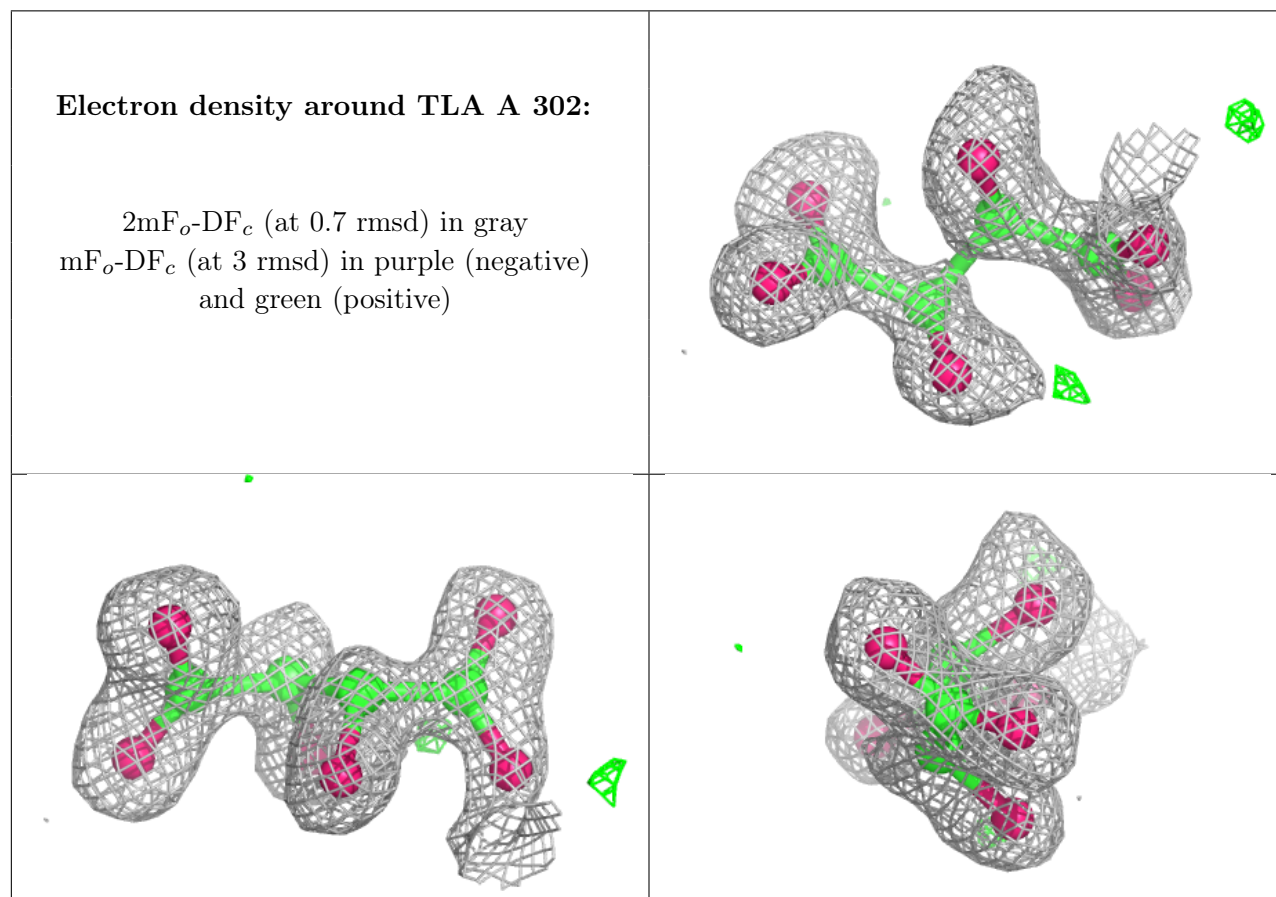 Electron density around TLA A 302:
2mFo-DFc (at 0.7 rmsd) in gray
mFo-DFc (at 3 rmsd) in purple (negative)
and green (positive)